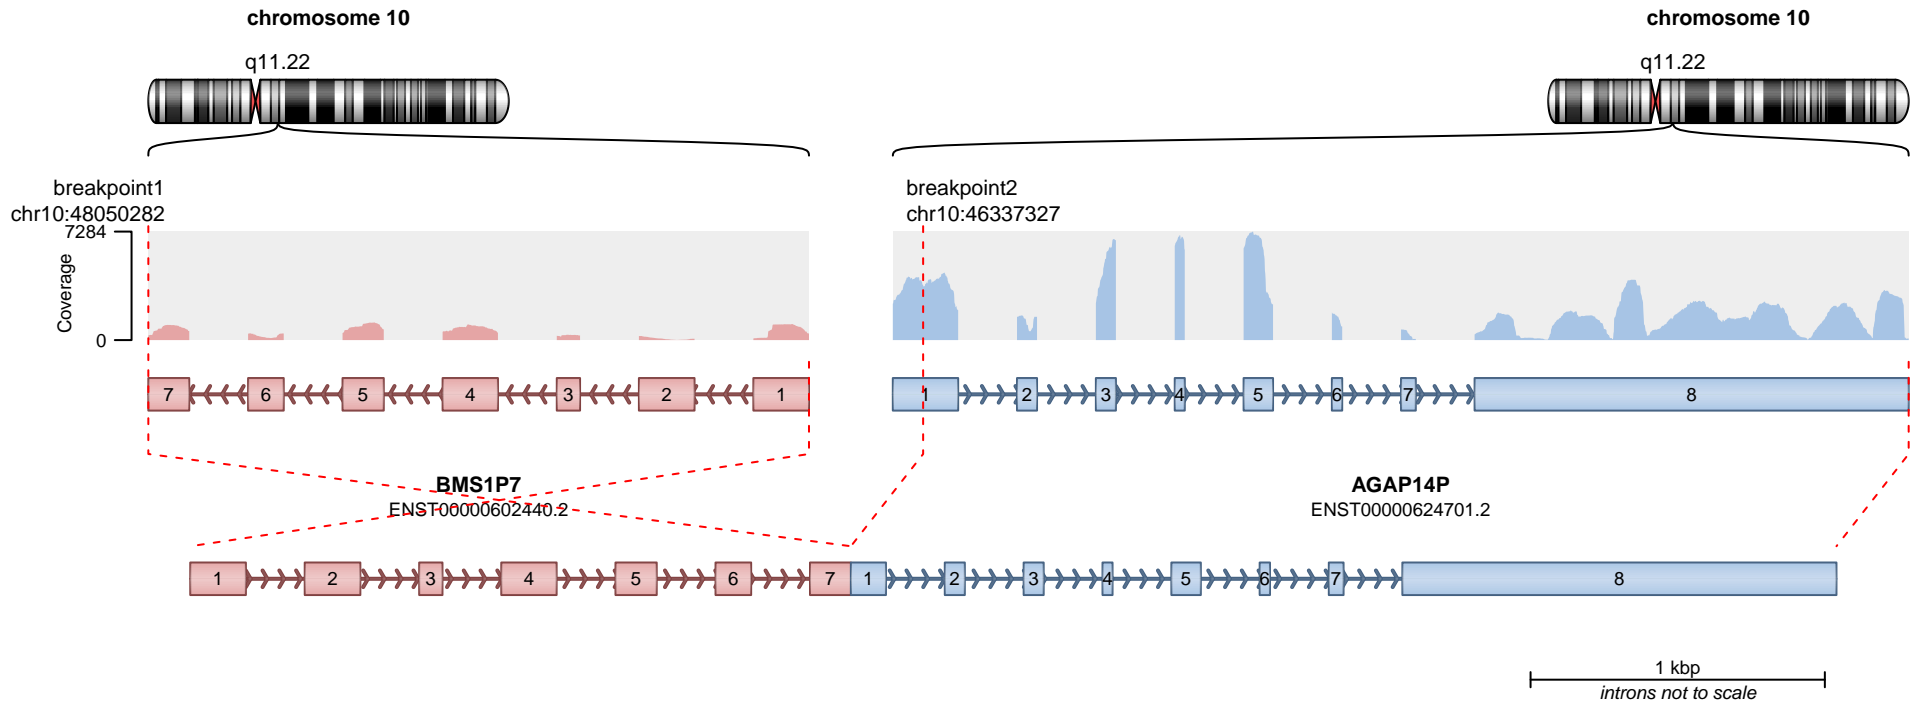 chromosome 10
chromosome 10
q11.22
q11.22
breakpoint1
chr10:48050282
breakpoint2
chr10:46337327
7284
Coverage
0
7 6 5 4 3 2 1
1 2 3 4 5 6 7 8
BMS1P7
ENST00000602440.2
AGAP14P
ENST00000624701.2
1 2 3 4 5 6 7 1 2 3 4 5 6 7 8
1 kbp
introns not to scale